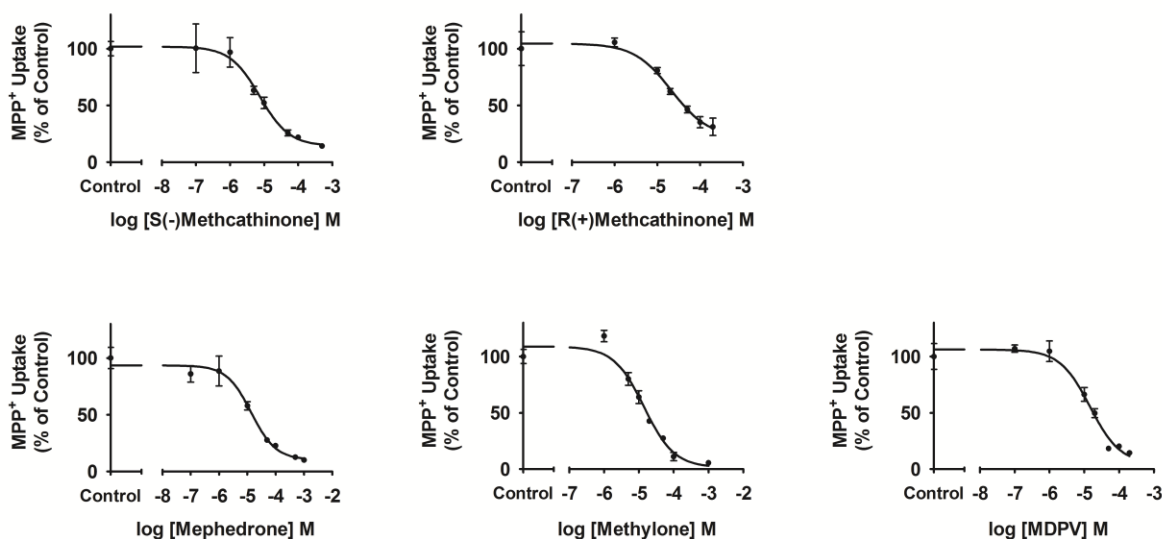 MPP+ Uptake
(% of Control)
100
50
0
Control
-8 -7 -6 -5 -4 -3
log [S(-)Methcathinone] M
MPP+ Uptake
(% of Control)
100
50
0
Control
-7 -6 -5 -4 -3
log [R(+)Methcathinone] M
MPP+ Uptake
(% of Control)
100
50
0
Control
-8 -7 -6 -5 -4 -3 -2
log [Mephedrone] M
MPP+ Uptake
(% of Control)
100
50
0
Control
-7 -6 -5 -4 -3 -2
log [Methylone] M
MPP+ Uptake
(% of Control)
100
50
0
Control
-8 -7 -6 -5 -4 -3
log [MDPV] M